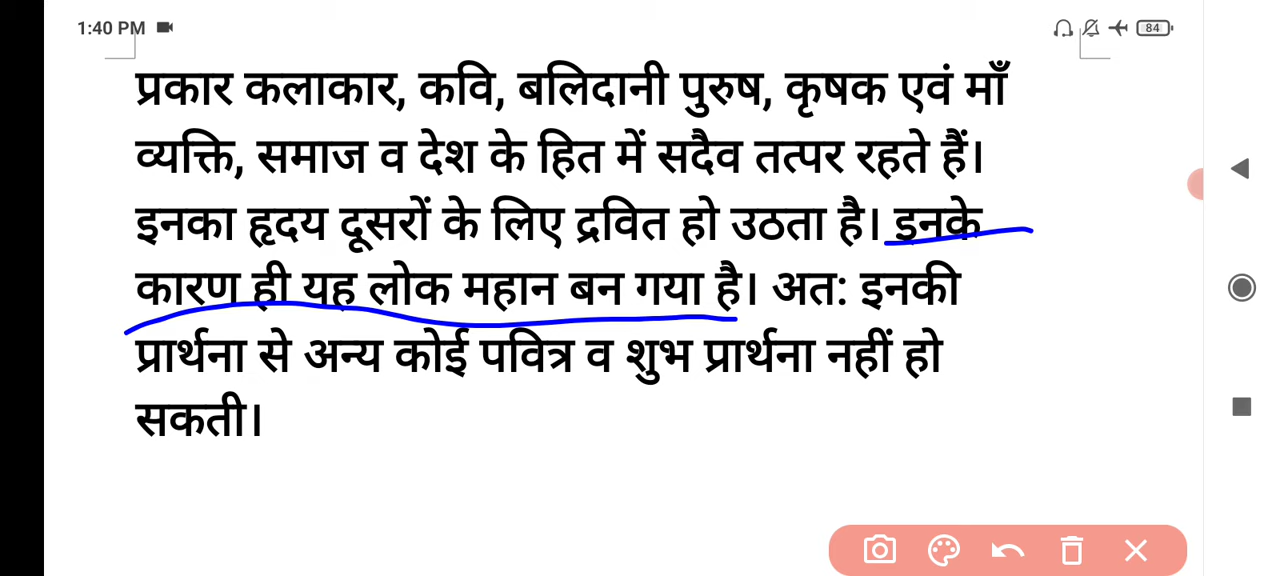 1:40 PM 84
प्रकार कलाकार, कवि, बलिदानी पुरुष, कृषक एवं माँ
व्यक्ति, समाज व देश के हित में सदैव तत्पर रहते हैं।
इनका हृदय दूसरों के लिए द्रवित हो उठता है। इनके
कारण ही यह लोक महान बन गया है। अत: इनकी
प्रार्थना से अन्य कोई पवित्र व शुभ प्रार्थना नहीं हो
सकती।